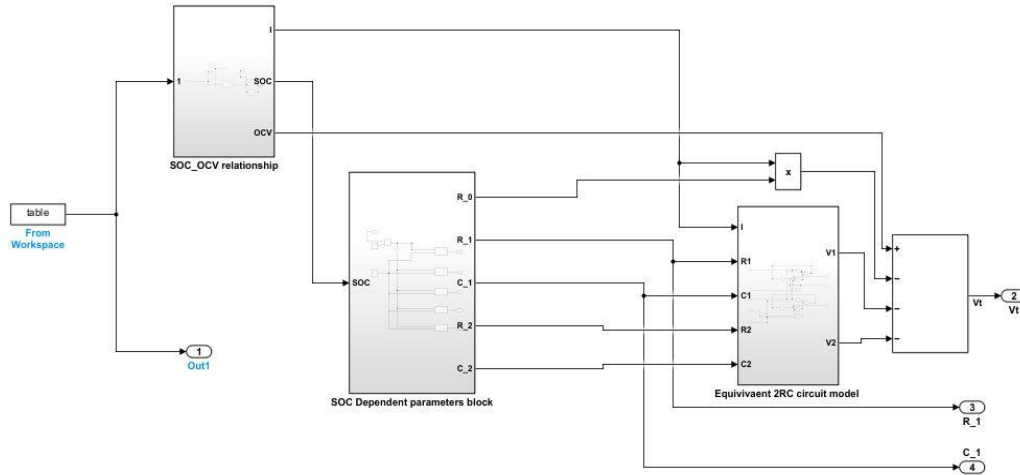 I
1
SOC
OCV
SOC_OCV relationship
x
table
From
Workspace
R_0
R_1
SOC
C_1
R_2
C_2
SOC Dependent parameters block
I
R1
C1
R2
C2
V1
V2
Equivivaent 2RC circuit model
+
−
−
−
Vt
2
Vt
1
Out1
3
R_1
C_1
4